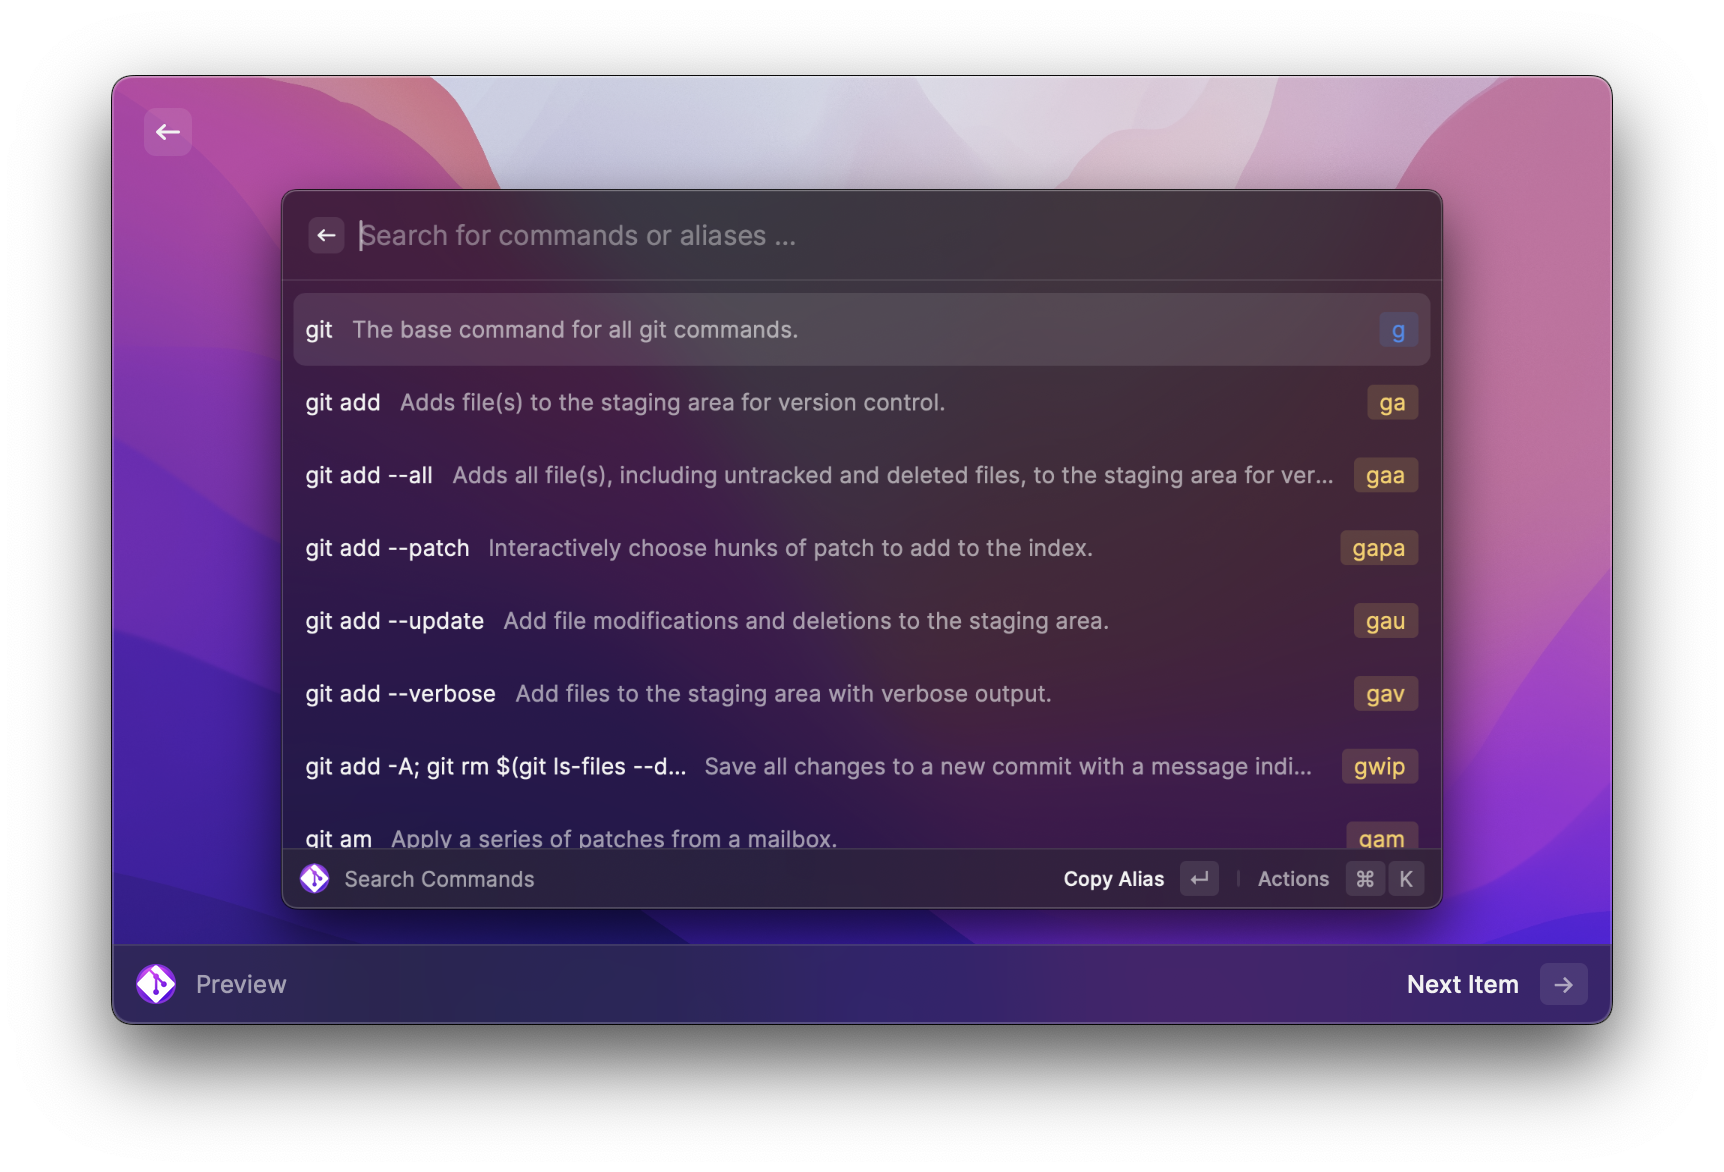 Search for commands or aliases ...
git The base command for all git commands. g
git add Adds file(s) to the staging area for version control. ga
git add --all Adds all file(s), including untracked and deleted files, to the staging area for ver... gaa
git add --patch Interactively choose hunks of patch to add to the index. gapa
git add --update Add file modifications and deletions to the staging area. gau
git add --verbose Add files to the staging area with verbose output. gav
git add -A; git rm $(git ls-files --d... Save all changes to a new commit with a message indi... gwip
git am Apply a series of patches from a mailbox. gam
Search Commands Copy Alias ↵ Actions ⌘ K
Preview Next Item →